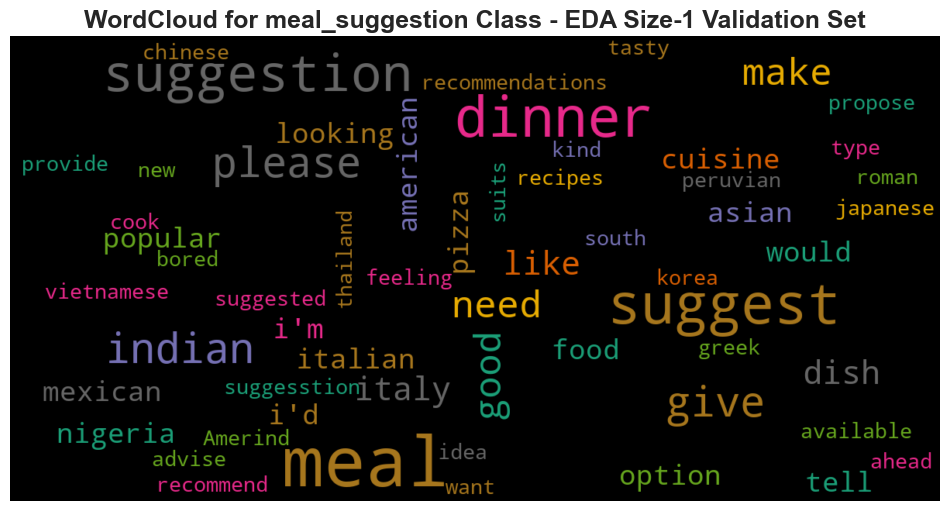 WordCloud for meal_suggestion Class - EDA Size-1 Validation Set
chinese
tasty
suggestion
recommendations
make
dinner
propose
looking
american
kind
type
please
cuisine
provide
new
recipes
suits
peruvian
roman
asian
japanese
cook
pizza
popular
south
would
bored
thailand
like
feeling
korea
vietnamese
suggested
need
suggest
i'm
indian
italian
good
food
greek
dish
mexican
suggesstion
italy
give
i'd
nigeria
Amerind
available
meal
idea
advise
ahead
option
tell
recommend
want